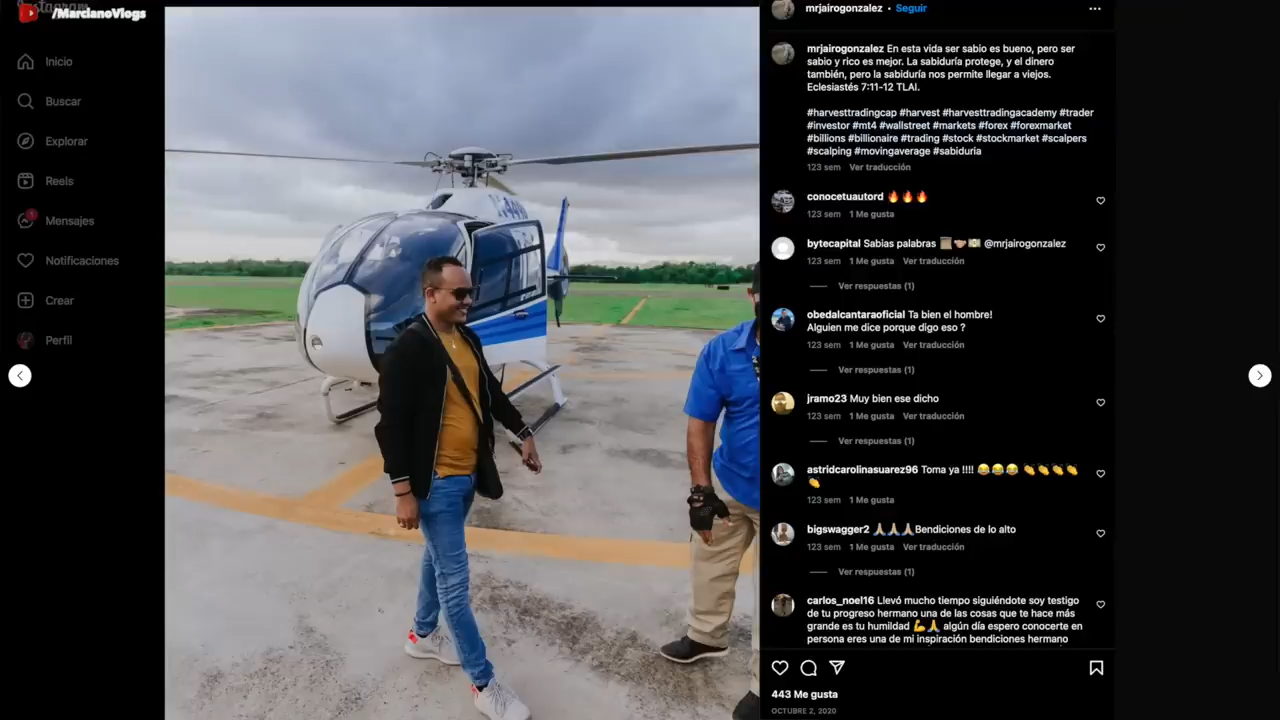 Instagram
/MarcianoVlogs
Inicio
Buscar
Explorar
Reels
1
Mensajes
Notificaciones
Crear
Perfil
mrjairogonzalez • Seguir
mrjairogonzalez En esta vida ser sabio es bueno, pero ser
sabio y rico es mejor. La sabiduría protege, y el dinero
también, pero la sabiduría nos permite llegar a viejos.
Eclesiastés 7:11-12 TLAI.
#harvesttradingcap #harvest #harvesttradingacademy #trader
#investor #mt4 #wallstreet #markets #forex #forexmarket
#billions #billionaire #trading #stock #stockmarket #scalpers
#scalping #movingaverage #sabiduria
123 sem Ver traducción
conocetuautord 🔥🔥🔥
123 sem 1 Me gusta
bytecapital Sabías palabras @mrjairogonzalez
123 sem 1 Me gusta Ver traducción
Ver respuestas (1)
obedalcantaraoficial Ta bien el hombre!
Alguien me dice porque digo eso ?
123 sem 1 Me gusta Ver traducción
Ver respuestas (1)
jramo23 Muy bien ese dicho
123 sem 1 Me gusta Ver traducción
Ver respuestas (1)
astridcarolinasuarez96 Toma ya !!!! 😂😂😂 👏👏👏👏
👏
123 sem 1 Me gusta
bigswagger2 🙏🙏🙏Bendiciones de lo alto
123 sem 1 Me gusta Ver traducción
Ver respuestas (1)
carlos_noel16 Llevó mucho tiempo siguiéndote soy testigo
de tu progreso hermano una de las cosas que te hace más
grande es tu humildad 💪🙏 algún día espero conocerte en
persona eres una de mi inspiración bendiciones hermano
443 Me gusta
OCTUBRE 2, 2020